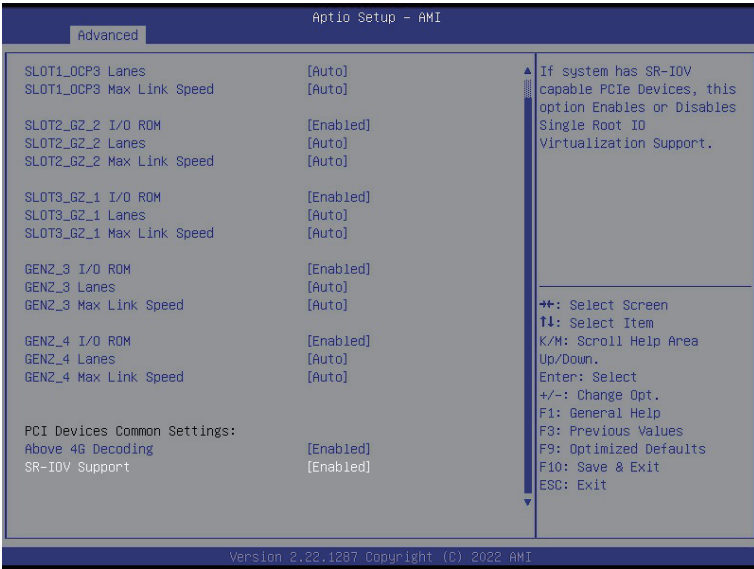 Aptio Setup – AMI
Advanced
SLOT1_OCP3 Lanes [Auto]
SLOT1_OCP3 Max Link Speed [Auto]
SLOT2_GZ_2 I/O ROM [Enabled]
SLOT2_GZ_2 Lanes [Auto]
SLOT2_GZ_2 Max Link Speed [Auto]
SLOT3_GZ_1 I/O ROM [Enabled]
SLOT3_GZ_1 Lanes [Auto]
SLOT3_GZ_1 Max Link Speed [Auto]
GENZ_3 I/O ROM [Enabled]
GENZ_3 Lanes [Auto]
GENZ_3 Max Link Speed [Auto]
GENZ_4 I/O ROM [Enabled]
GENZ_4 Lanes [Auto]
GENZ_4 Max Link Speed [Auto]
PCI Devices Common Settings:
Above 4G Decoding [Enabled]
SR-IOV Support [Enabled]
If system has SR-IOV
capable PCIe Devices, this
option Enables or Disables
Single Root IO
Virtualization Support.
→←: Select Screen
↑↓: Select Item
K/M: Scroll Help Area
Up/Down.
Enter: Select
+/-: Change Opt.
F1: General Help
F3: Previous Values
F9: Optimized Defaults
F10: Save & Exit
ESC: Exit
Version 2.22.1287 Copyright (C) 2022 AMI